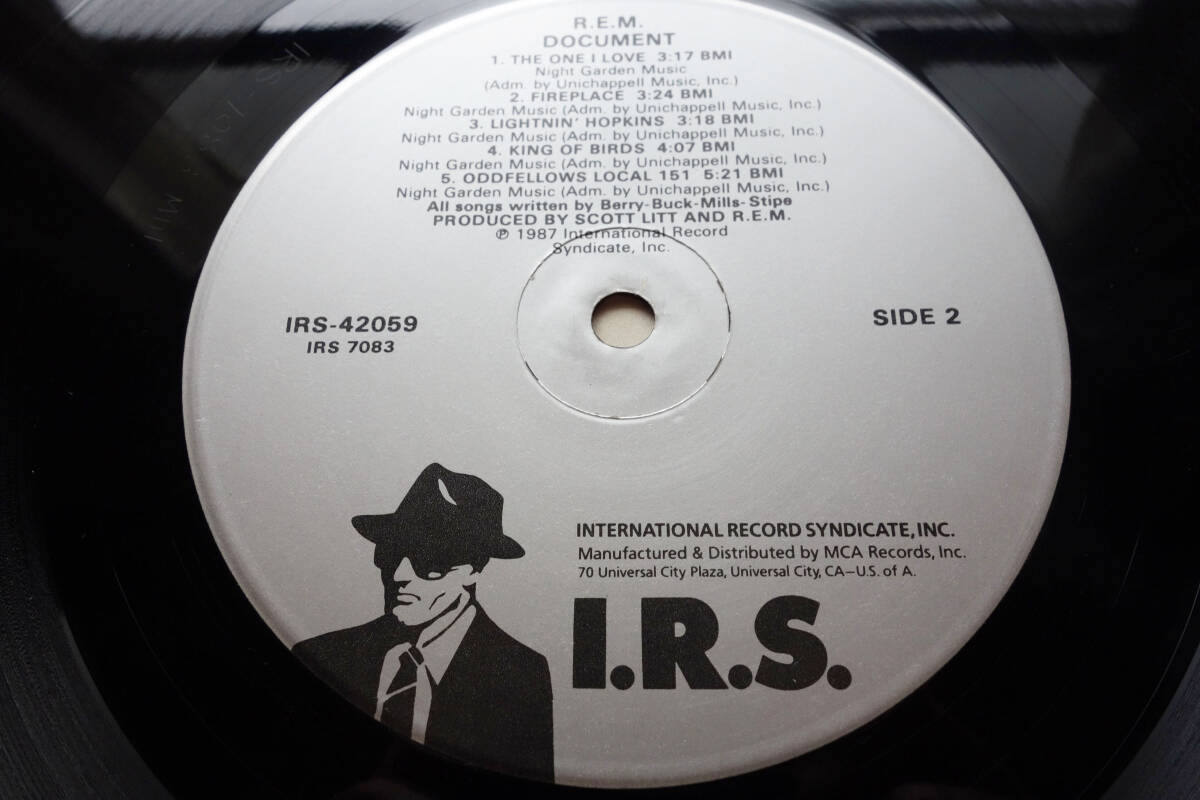 R.E.M.
DOCUMENT
1. THE ONE I LOVE 3:17 BMI
Night Garden Music
(Adm. by Unichappell Music, Inc.)
2. FIREPLACE 3:24 BMI
Night Garden Music (Adm. by Unichappell Music, Inc.)
3. LIGHTNIN' HOPKINS 3:18 BMI
Night Garden Music (Adm. by Unichappell Music, Inc.)
4. KING OF BIRDS 4:07 BMI
Night Garden Music (Adm. by Unichappell Music, Inc.)
5. ODDFELLOWS LOCAL 151 5:21 BMI
Night Garden Music (Adm. by Unichappell Music, Inc.)
All songs written by Berry-Buck-Mills-Stipe
PRODUCED BY SCOTT LITT AND R.E.M.
℗ 1987 International Record
Syndicate, Inc.
IRS-42059
IRS 7083
SIDE 2
INTERNATIONAL RECORD SYNDICATE, INC.
Manufactured & Distributed by MCA Records, Inc.
70 Universal City Plaza, Universal City, CA–U.S. of A.
I.R.S.